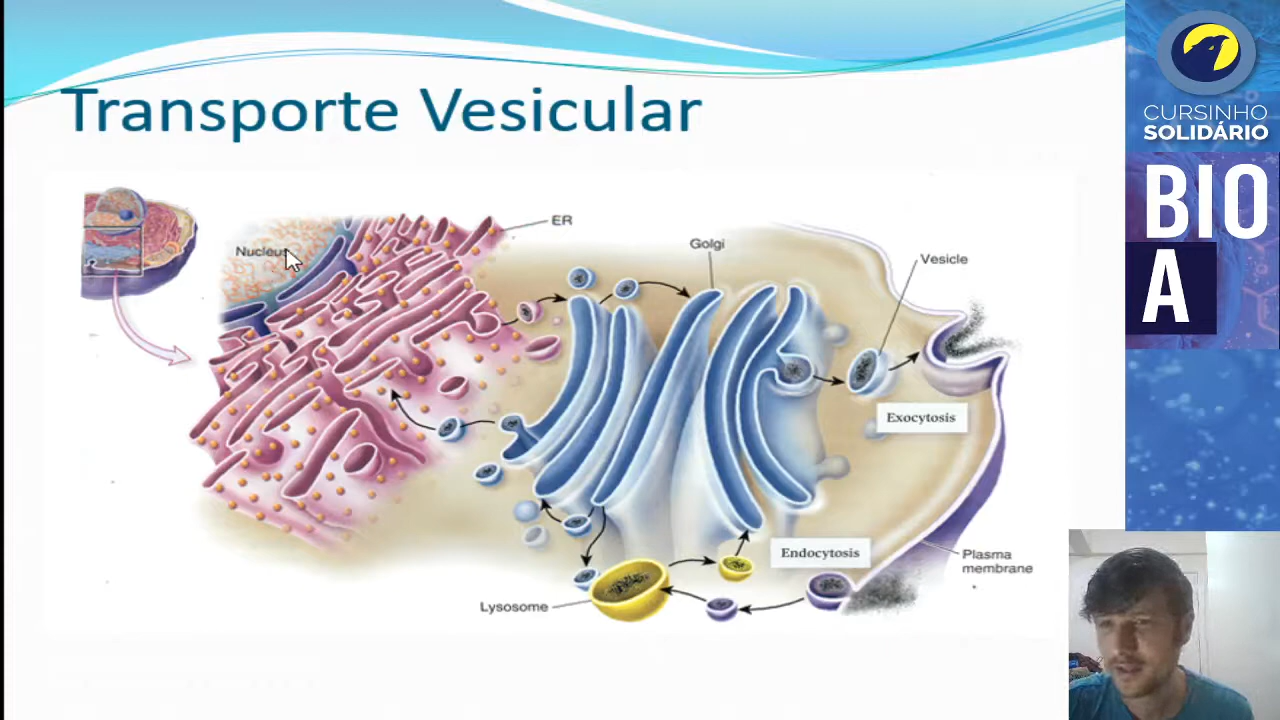 Transporte Vesicular
CURSINHO
SOLIDÁRIO
BIO
A
Nucleus
ER
Golgi
Vesicle
Exocytosis
Endocytosis
Plasma
membrane
Lysosome